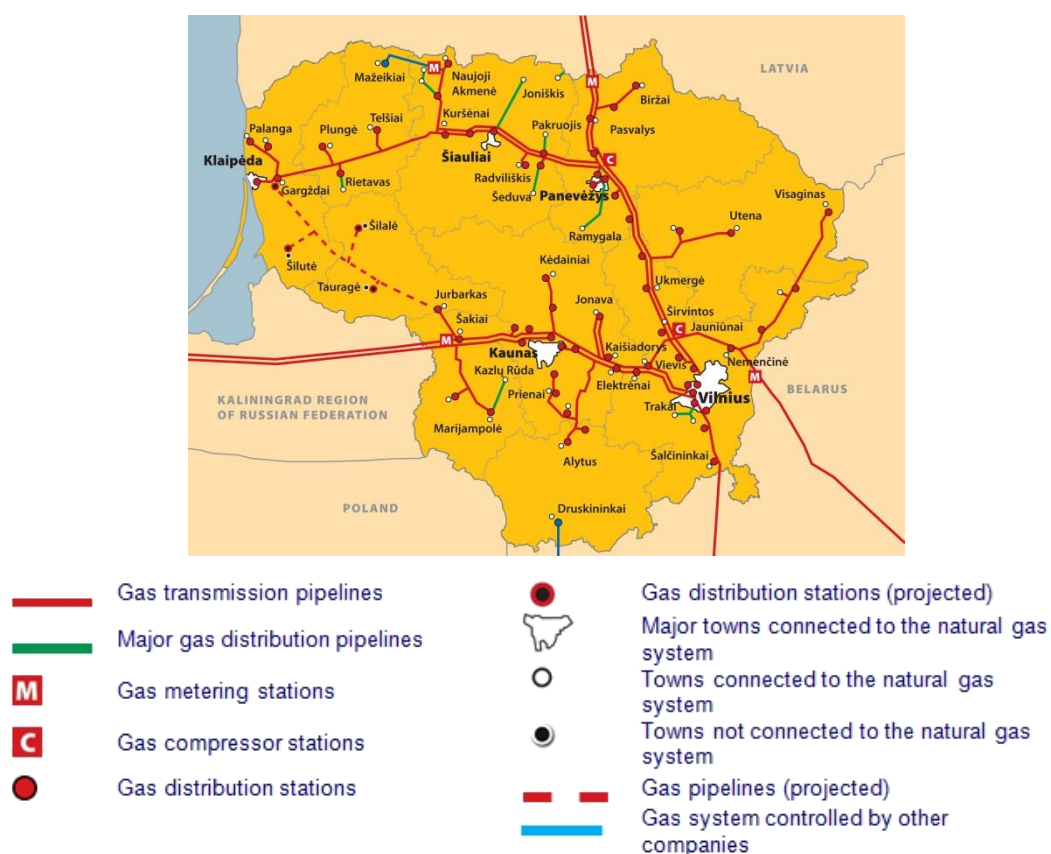 LATVIA
M
Mažeikiai
Naujoji
Akmenė
Joniškis
M
Biržai
Kuršėnai
Telšiai
Palanga
Plungė
Pakruojis
Pasvalys
Klaipėda
Šiauliai
C
Radviliškis
Gargždai
Rietavas
Šeduva
Panevėžys
Visaginas
Utena
Ramygala
Šilalė
Šilutė
Kėdainiai
Ukmergė
Tauragė
Jurbarkas
Jonava
Širvintos
Šakiai
C
Jauniūnai
M
Kaunas
Kaišiadorys
Vievis
Nemenčinė
M
Kazlų Rūda
Elektrėnai
BELARUS
KALININGRAD REGION
OF RUSSIAN FEDERATION
Prienai
Trakai
Vilnius
Marijampolė
Alytus
Šalčininkai
POLAND
Druskininkai
Gas transmission pipelines
Major gas distribution pipelines
M Gas metering stations
C Gas compressor stations
Gas distribution stations
Gas distribution stations (projected)
Major towns connected to the natural gas
system
Towns connected to the natural gas
system
Towns not connected to the natural gas
system
Gas pipelines (projected)
Gas system controlled by other
companies